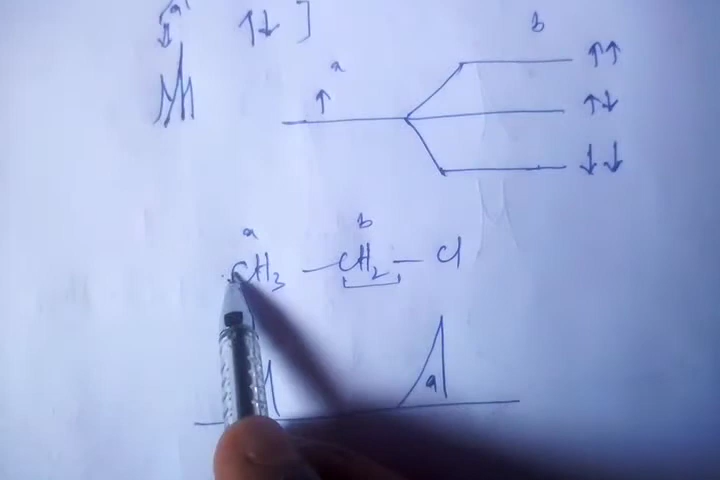 a
↑↓ ]
b
a
↑
↑↑
↑↓
↓↓
a b
CH3 — CH2 — Cl
a